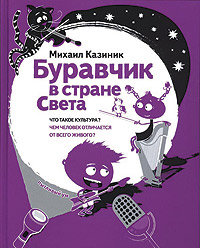 Михаил Казиник
Буравчик
в стране
Света
ЧТО ТАКОЕ КУЛЬТУРА?
ЧЕМ ЧЕЛОВЕК ОТЛИЧАЕТСЯ
ОТ ВСЕГО ЖИВОГО?